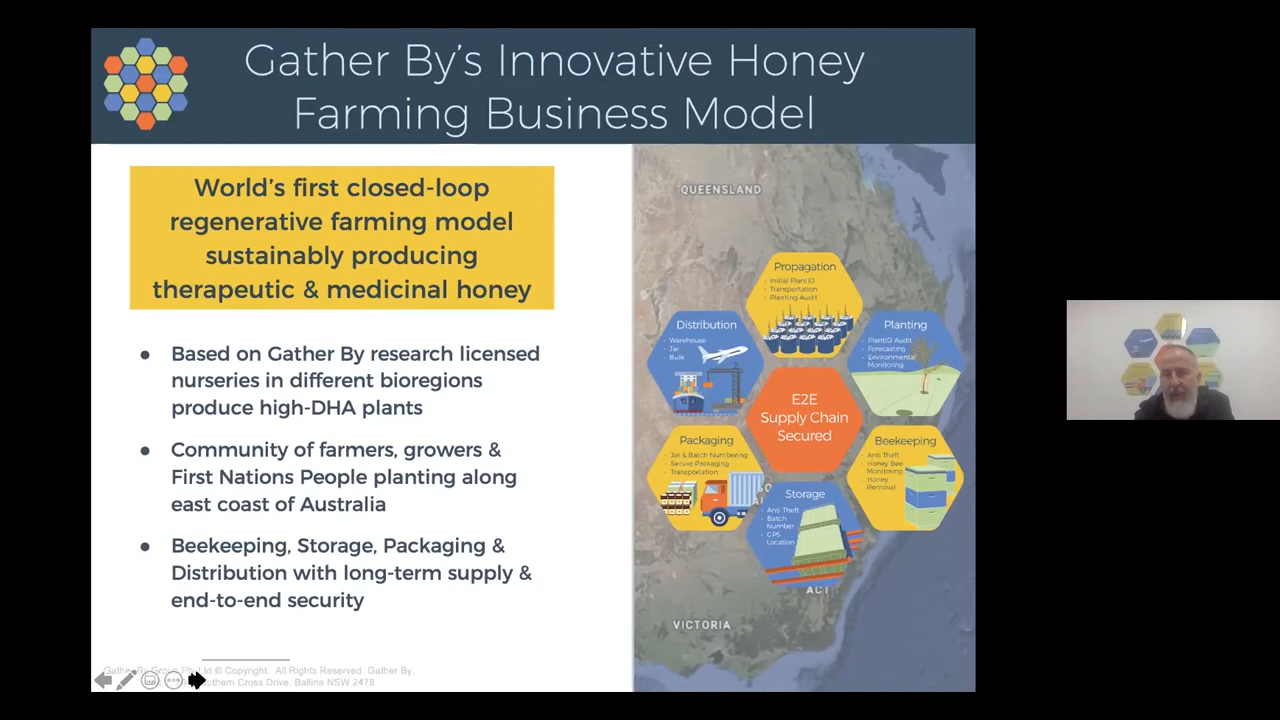 Gather By's Innovative Honey
Farming Business Model
World's first closed-loop
regenerative farming model
sustainably producing
therapeutic & medicinal honey
● Based on Gather By research licensed
nurseries in different bioregions
produce high-DHA plants
● Community of farmers, growers &
First Nations People planting along
east coast of Australia
● Beekeeping, Storage, Packaging &
Distribution with long-term supply &
end-to-end security
Gather By Group Pty Ltd © Copyright. All Rights Reserved. Gather By.
Southern Cross Drive, Ballina NSW 2478
QUEENSLAND
Propagation
- Initial PlantID
- Transportation
- Planting Audit
Distribution
- Warehouse
- Jar
- Bulk
Planting
- PlantID Audit
- Forecasting
- Environmental
Monitoring
E2E
Supply Chain
Secured
Packaging
- Jar & Batch Numbering
- Secure Packaging
- Transportation
Beekeeping
- Anti Theft
- Honey Bee
Monitoring
- Honey
Removal
Storage
- Anti Theft
- Batch
Number
- GPS
Location
ACT
VICTORIA